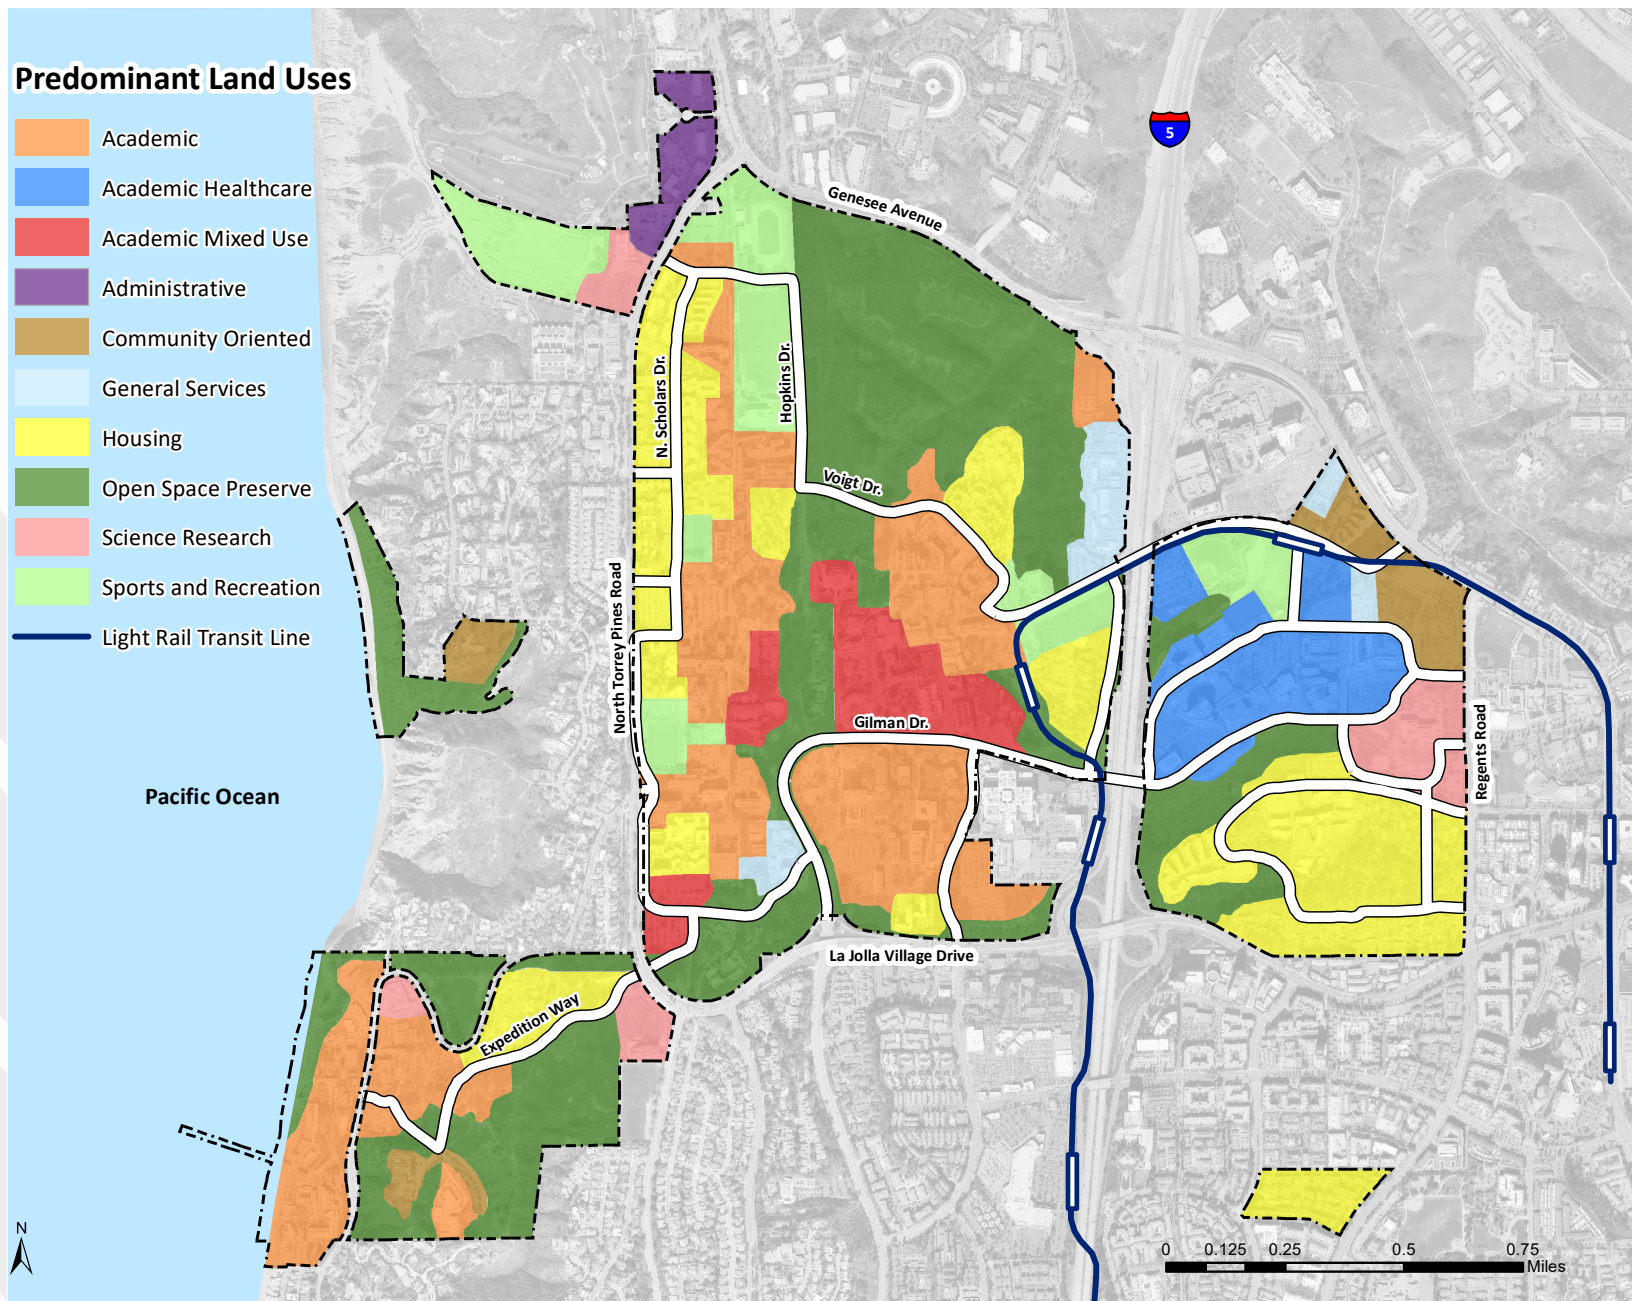 Predominant Land Uses
Academic
Academic Healthcare
Academic Mixed Use
Administrative
Community Oriented
General Services
Housing
Open Space Preserve
Science Research
Sports and Recreation
Light Rail Transit Line
5
Genesee Avenue
N. Scholars Dr.
Hopkins Dr.
Voigt Dr.
North Torrey Pines Road
Gilman Dr.
Regents Road
Pacific Ocean
La Jolla Village Drive
Expedition Way
N
0 0.125 0.25 0.5 0.75
Miles